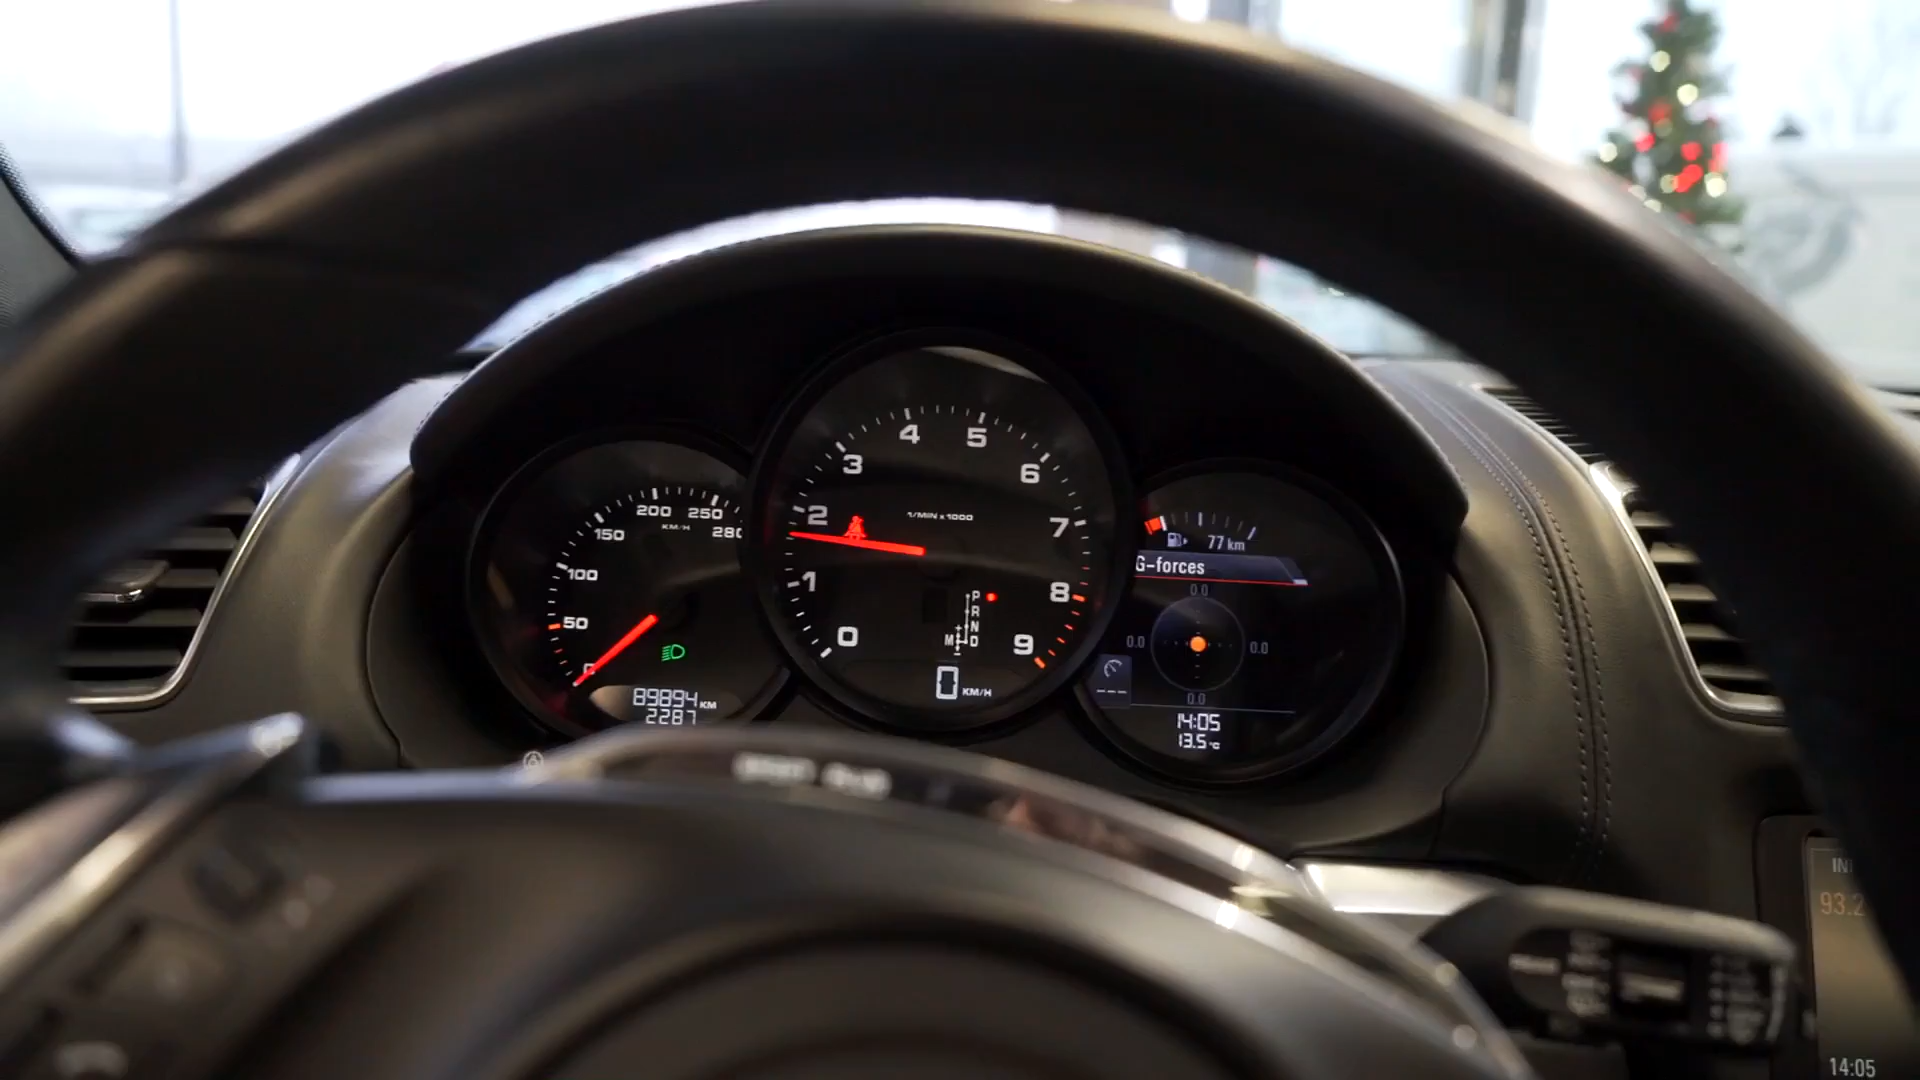 200 250
KM/H
150
280
100
50
0
89894 KM
2287
4 5
3 6
2 7
1/MIN x 1000
1 8
0 9
P
R
N
M D
+
-
0 KM/H
77 km
G-forces
0.0
0.0 0.0
0.0
---
14:05
13.5 °C
93.2
14:05